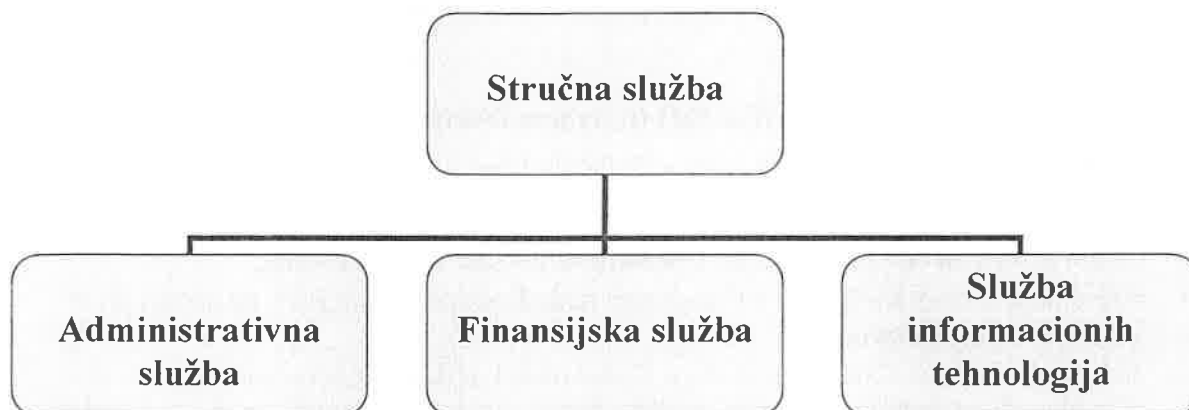 Stručna služba
Administrativna
služba
Finansijska služba
Služba
informacionih
tehnologija